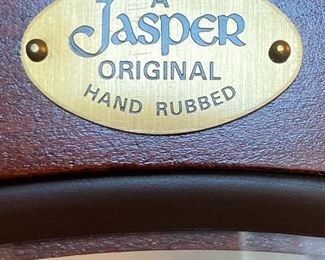 A
JASPER
ORIGINAL
HAND RUBBED